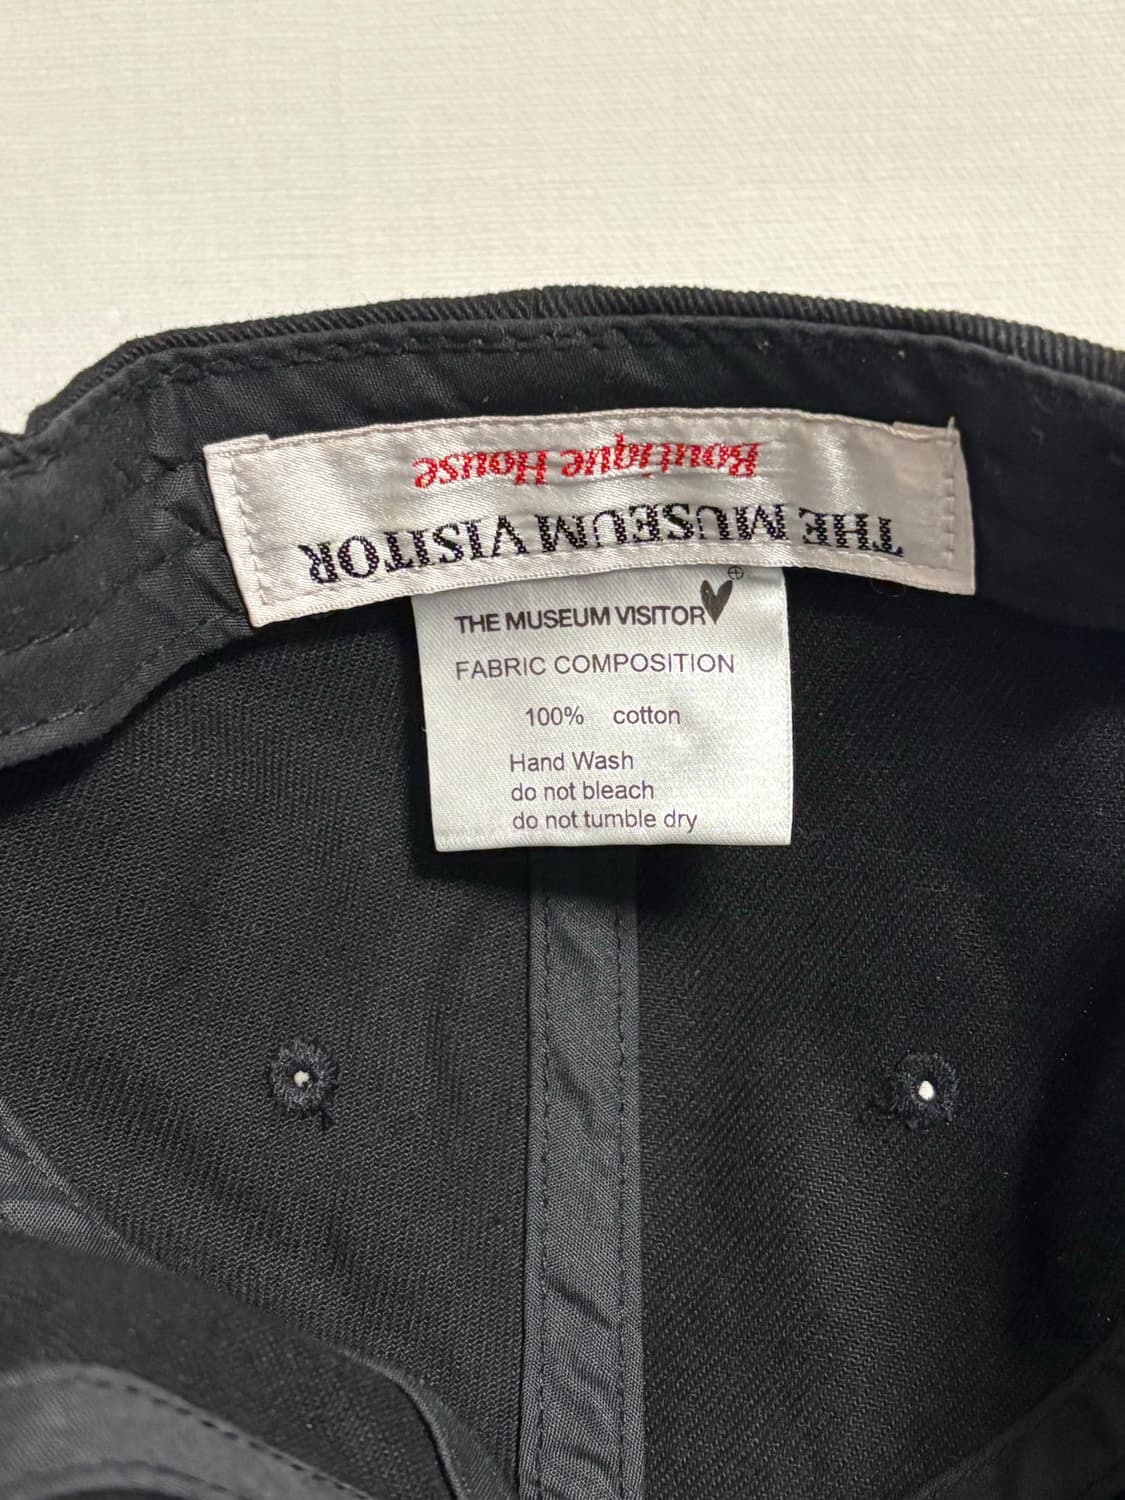 Boutique House
THE MUSEUM VISITOR
THE MUSEUM VISITOR
FABRIC COMPOSITION
100% cotton
Hand Wash
do not bleach
do not tumble dry